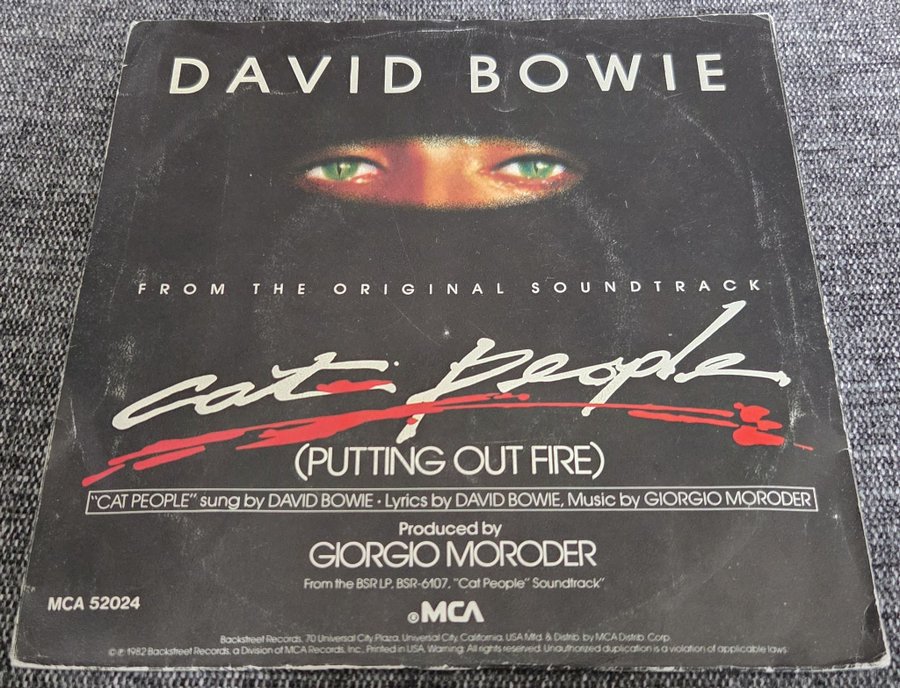 DAVID BOWIE
FROM THE ORIGINAL SOUNDTRACK
cat people
(PUTTING OUT FIRE)
"CAT PEOPLE" sung by DAVID BOWIE • Lyrics by DAVID BOWIE, Music by GIORGIO MORODER
Produced by
GIORGIO MORODER
From the BSR LP, BSR-6107, "Cat People" Soundtrack"
MCA 52024
MCA
Backstreet Records, 70 Universal City Plaza, Universal City, California, USA Mfd. & Distrib. by MCA Distrib. Corp.
© ℗ 1982 Backstreet Records, a Division of MCA Records, Inc., Printed in USA. Warning: All rights reserved. Unauthorized duplication is a violation of applicable laws.